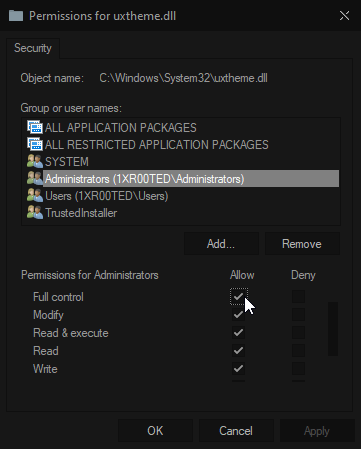 Permissions for uxtheme.dll
Security
Object name: C:\Windows\System32\uxtheme.dll
Group or user names:
ALL APPLICATION PACKAGES
ALL RESTRICTED APPLICATION PACKAGES
SYSTEM
Administrators (1XR00TED\Administrators)
Users (1XR00TED\Users)
TrustedInstaller
Add... Remove
Permissions for Administrators Allow Deny
Full control
Modify
Read & execute
Read
Write
OK Cancel Apply